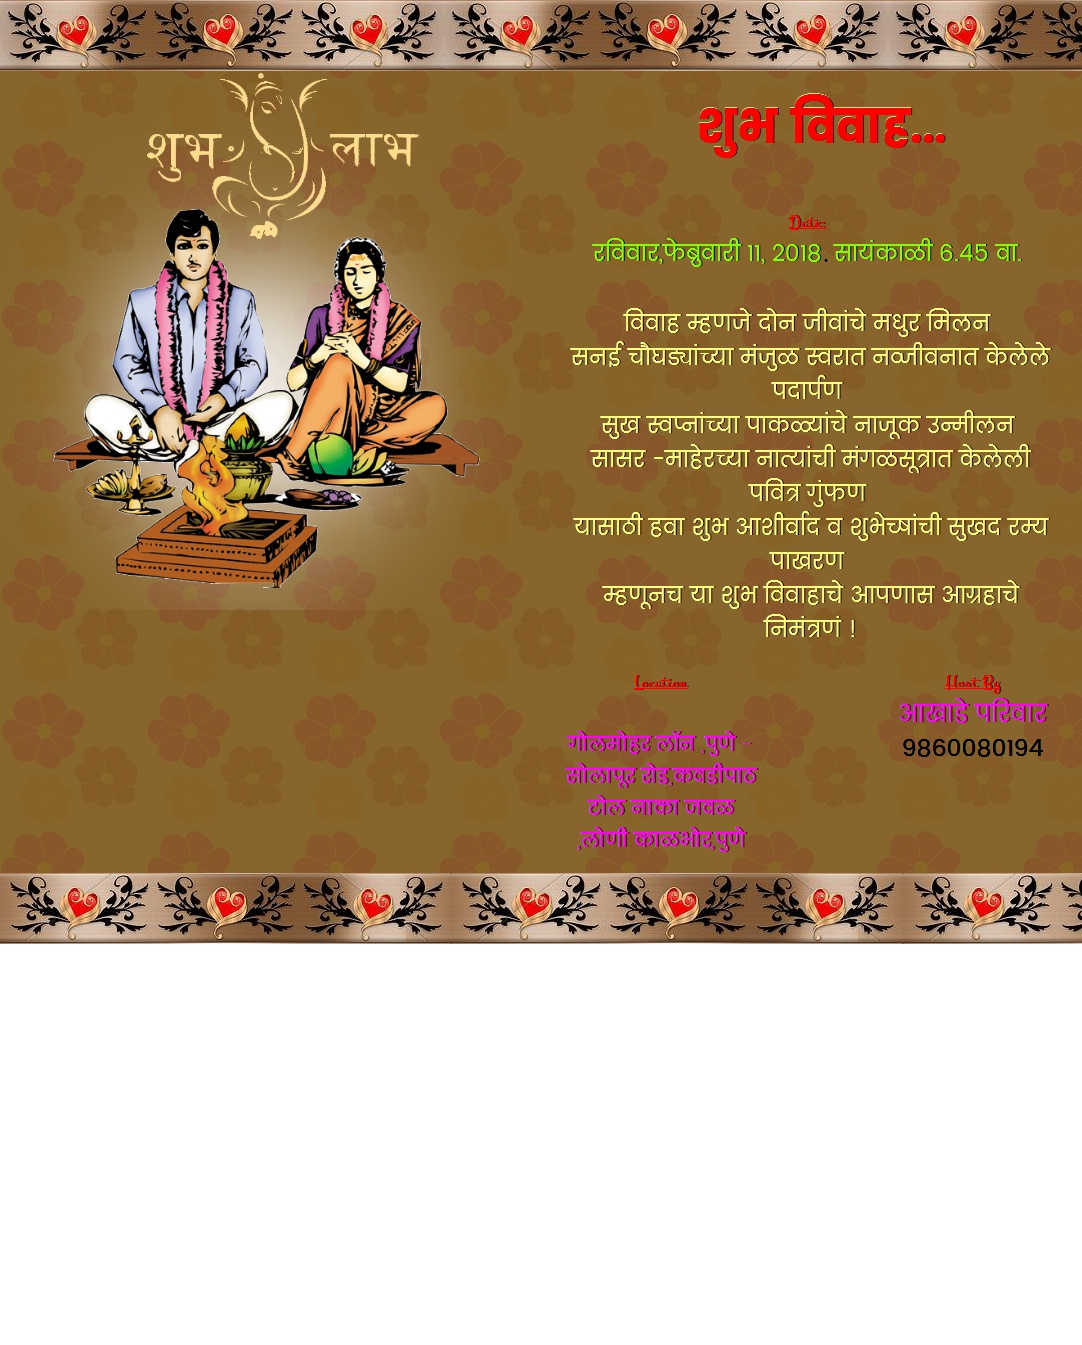 शुभ लाभ
शुभ विवाह...
Date:
रविवार,फेब्रुवारी 11, 2018. सायंकाळी 6.45 वा.
विवाह म्हणजे दोन जीवांचे मधुर मिलन
सनई चौघड्यांच्या मंजुळ स्वरात नव्जीवनात केलेले
पदार्पण
सुख स्वप्नांच्या पाकळ्यांचे नाजूक उन्मीलन
सासर -माहेरच्या नात्यांची मंगळसूत्रात केलेली
पवित्र गुंफण
यासाठी हवा शुभ आशीर्वाद व शुभेच्षांची सुखद रम्य
पाखरण
म्हणूनच या शुभ विवाहाचे आपणास आग्रहाचे
निमंत्रणं !
Location
गोलमोहर लॉन ,पुणे -
सोलापूर रोड,कवडीपाठ
टोल नाका जवळ
,लोणी काळभोर,पुणे
Host By
आखाडे परिवार
9860080194